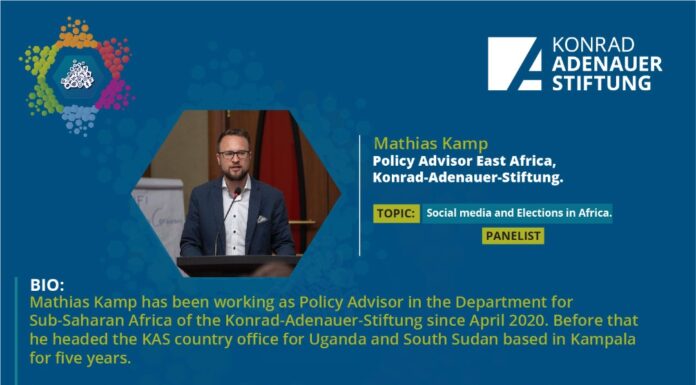 KONRAD
ADENAUER
STIFTUNG
Mathias Kamp
Policy Advisor East Africa,
Konrad-Adenauer-Stiftung.
TOPIC: Social media and Elections in Africa.
PANELIST
BIO:
Mathias Kamp has been working as Policy Advisor in the Department for
Sub-Saharan Africa of the Konrad-Adenauer-Stiftung since April 2020. Before that
he headed the KAS country office for Uganda and South Sudan based in Kampala
for five years.